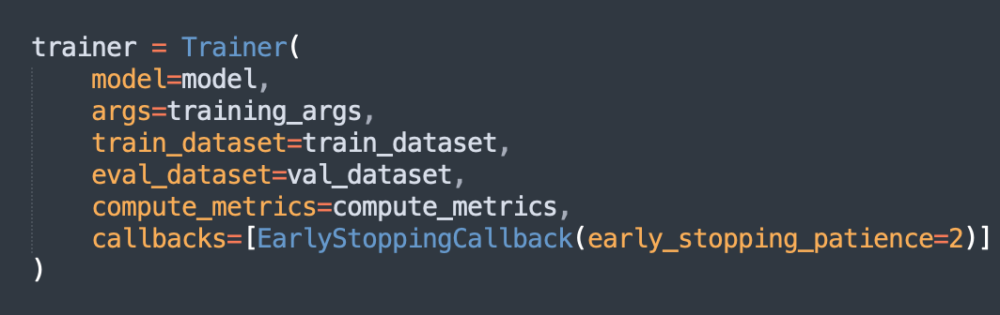 trainer = Trainer(
    model=model,
    args=training_args,
    train_dataset=train_dataset,
    eval_dataset=val_dataset,
    compute_metrics=compute_metrics,
    callbacks=[EarlyStoppingCallback(early_stopping_patience=2)]
)